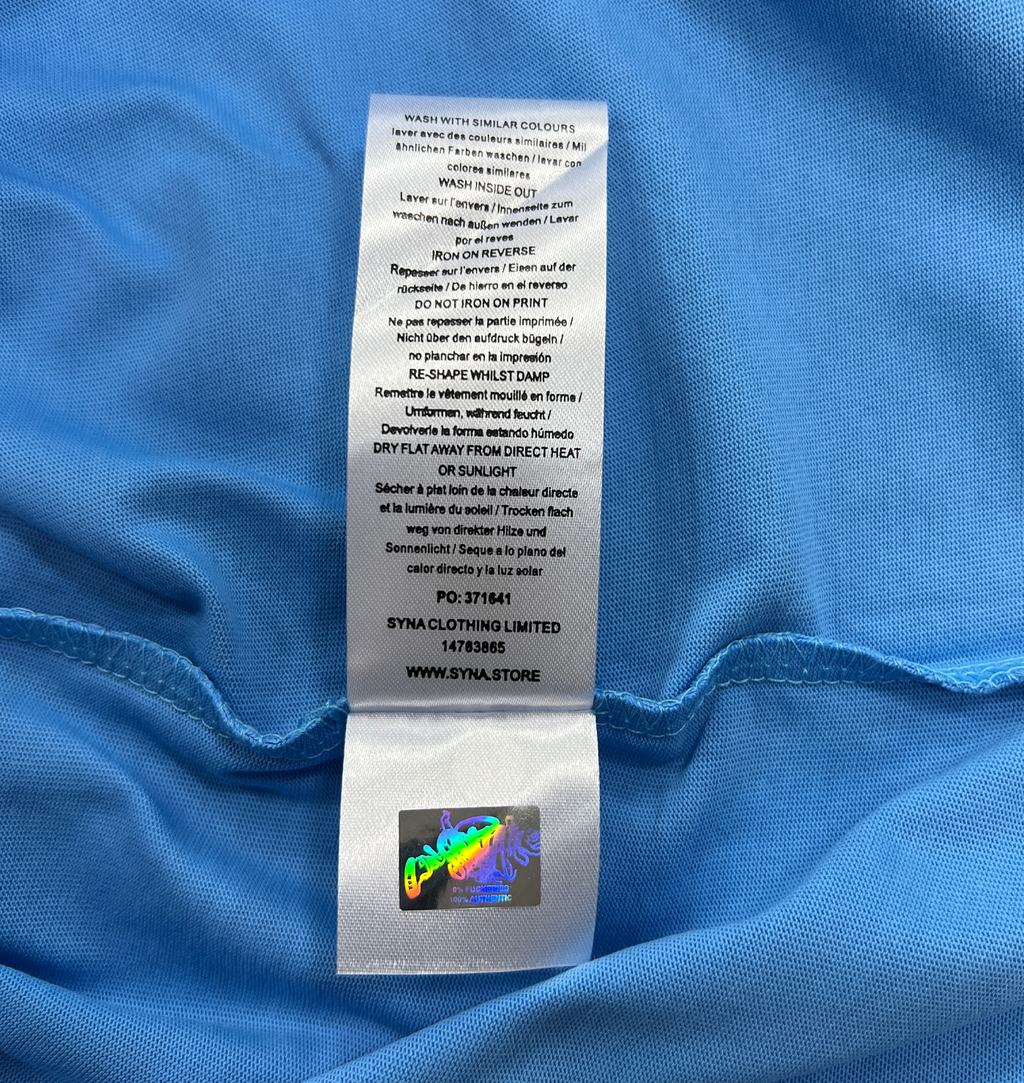 WASH WITH SIMILAR COLOURS
laver avec des couleurs similaires / Mil
ähnlichen Farben waschen / lavar con
colores similares
WASH INSIDE OUT
Laver sur l'envers / Innenseite zum
waschen nach außen wenden / Lavar
por el reves
IRON ON REVERSE
Repasser sur l'envers / Eisen auf der
rückseite / De hierro en el reverso
DO NOT IRON ON PRINT
Ne pas repasser la partie imprimée /
Nicht über den aufdruck bügeln /
no planchar en la impresión
RE-SHAPE WHILST DAMP
Remettre le vêtement mouillé en forme /
Umformen, während feucht /
Devolverle la forma estando húmedo
DRY FLAT AWAY FROM DIRECT HEAT
OR SUNLIGHT
Sécher à plat loin de la chaleur directe
et la lumière du soleil / Trocken flach
weg von direkter Hilze und
Sonnenlicht / Seque a lo plano del
calor directo y la luz solar
PO: 371641
SYNA CLOTHING LIMITED
14763865
WWW.SYNA.STORE
0%
100% AUTHENTIC